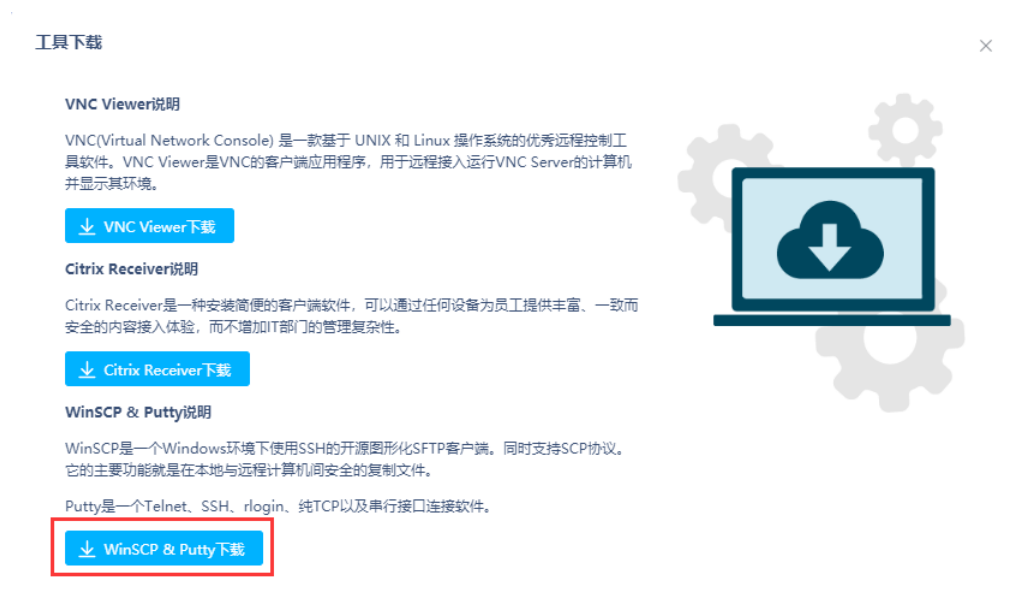 工具下载
VNC Viewer说明
VNC(Virtual Network Console) 是一款基于 UNIX 和 Linux 操作系统的优秀远程控制工
具软件。VNC Viewer是VNC的客户端应用程序，用于远程接入运行VNC Server的计算机
并显示其环境。
VNC Viewer下载
Citrix Receiver说明
Citrix Receiver是一种安装简便的客户端软件，可以通过任何设备为员工提供丰富、一致而
安全的内容接入体验，而不增加IT部门的管理复杂性。
Citrix Receiver下载
WinSCP & Putty说明
WinSCP是一个Windows环境下使用SSH的开源图形化SFTP客户端。同时支持SCP协议。
它的主要功能就是在本地与远程计算机间安全的复制文件。
Putty是一个Telnet、SSH、rlogin、纯TCP以及串行接口连接软件。
WinSCP & Putty下载